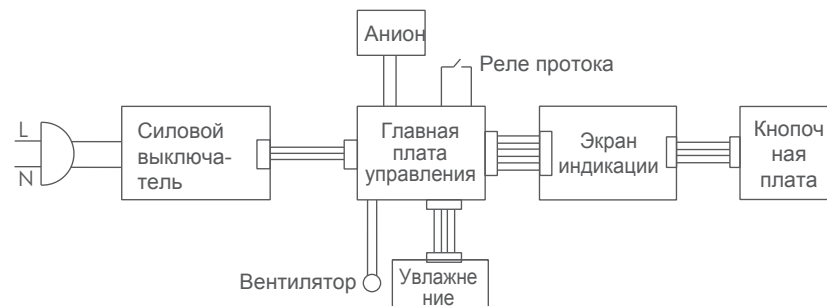 Анион
Реле протока
L
N
Силовой
выключа-
тель
Главная
плата
управления
Экран
индикации
Кнопоч
ная
плата
Вентилятор
Увлажне
ние